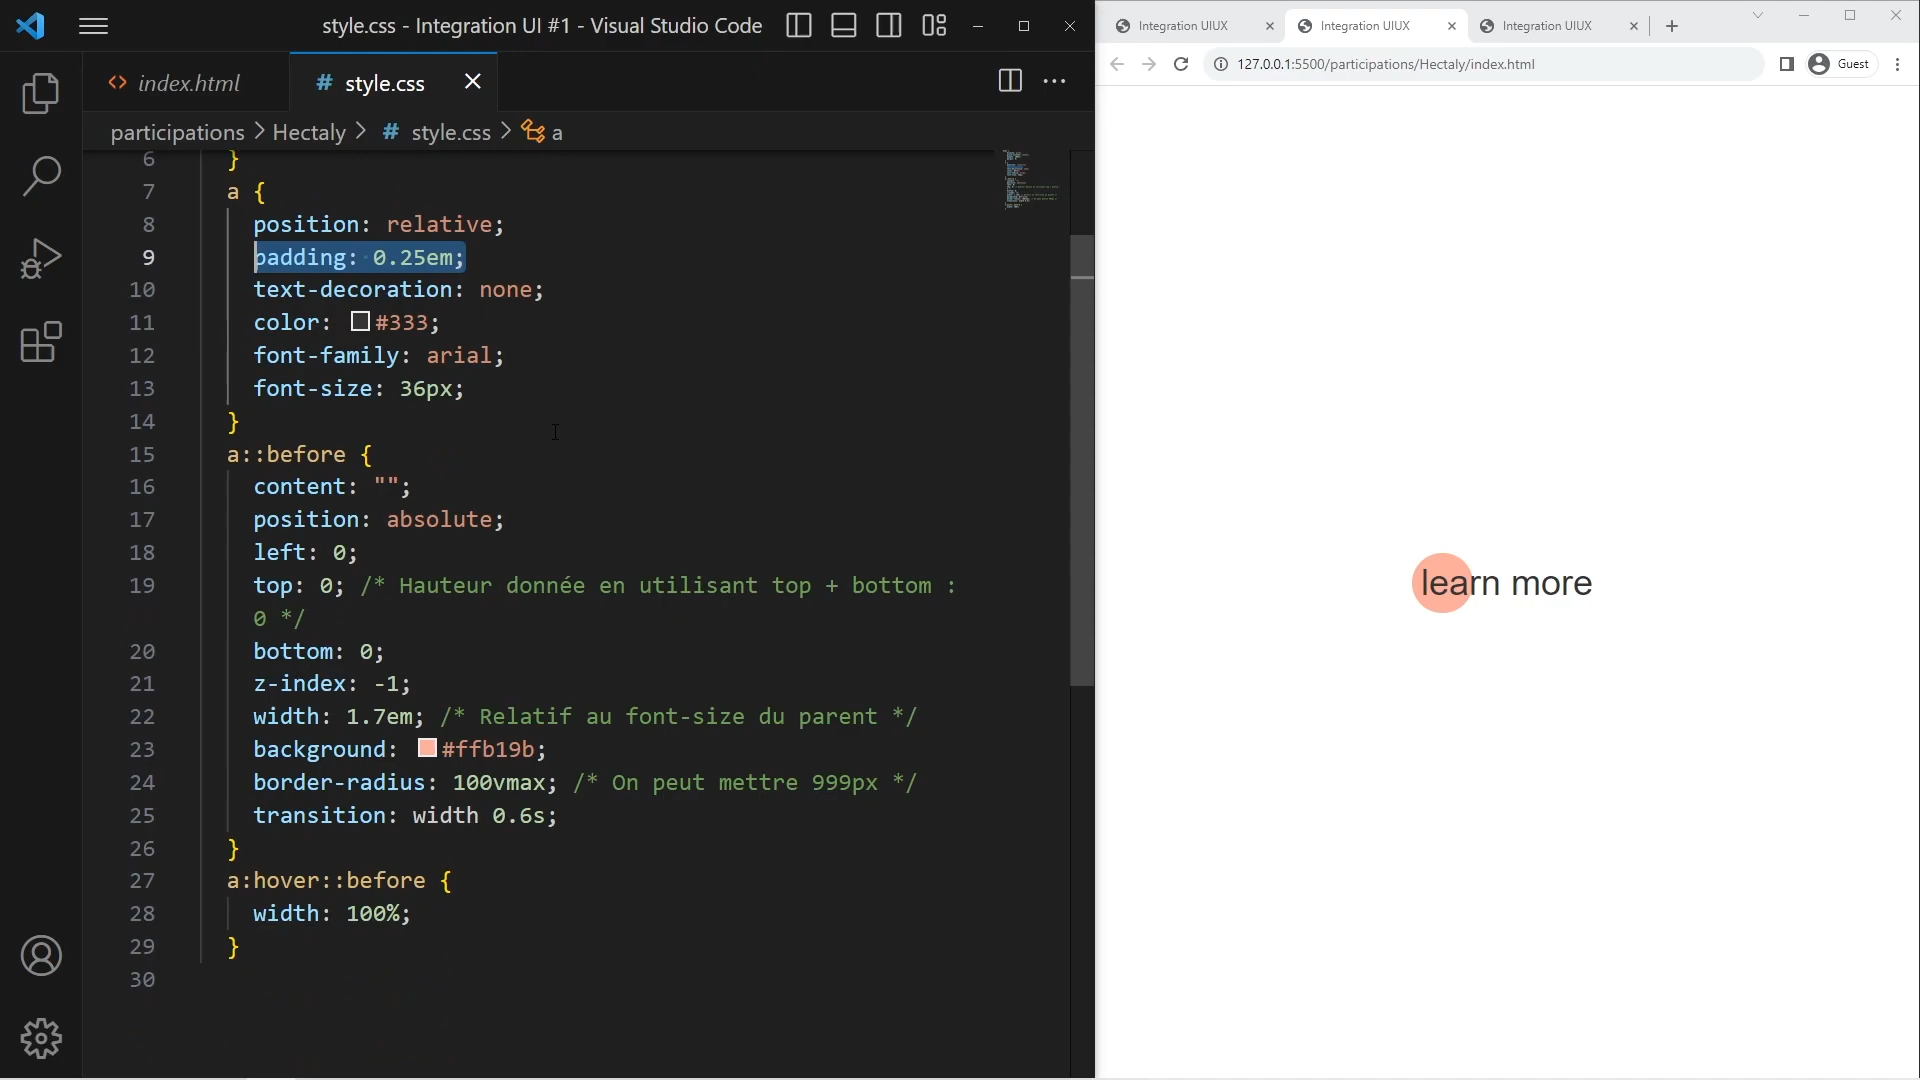 style.css - Integration UI #1 - Visual Studio Code
index.html
# style.css
participations > Hectaly > # style.css > a
6 }
7 a {
8 position: relative;
9 padding: 0.25em;
10 text-decoration: none;
11 color: #333;
12 font-family: arial;
13 font-size: 36px;
14 }
15 a::before {
16 content: "";
17 position: absolute;
18 left: 0;
19 top: 0; /* Hauteur donnée en utilisant top + bottom :
0 */
20 bottom: 0;
21 z-index: -1;
22 width: 1.7em; /* Relatif au font-size du parent */
23 background: #ffb19b;
24 border-radius: 100vmax; /* On peut mettre 999px */
25 transition: width 0.6s;
26 }
27 a:hover::before {
28 width: 100%;
29 }
30
Integration UIUX
Integration UIUX
Integration UIUX
127.0.0.1:5500/participations/Hectaly/index.html
Guest
learn more